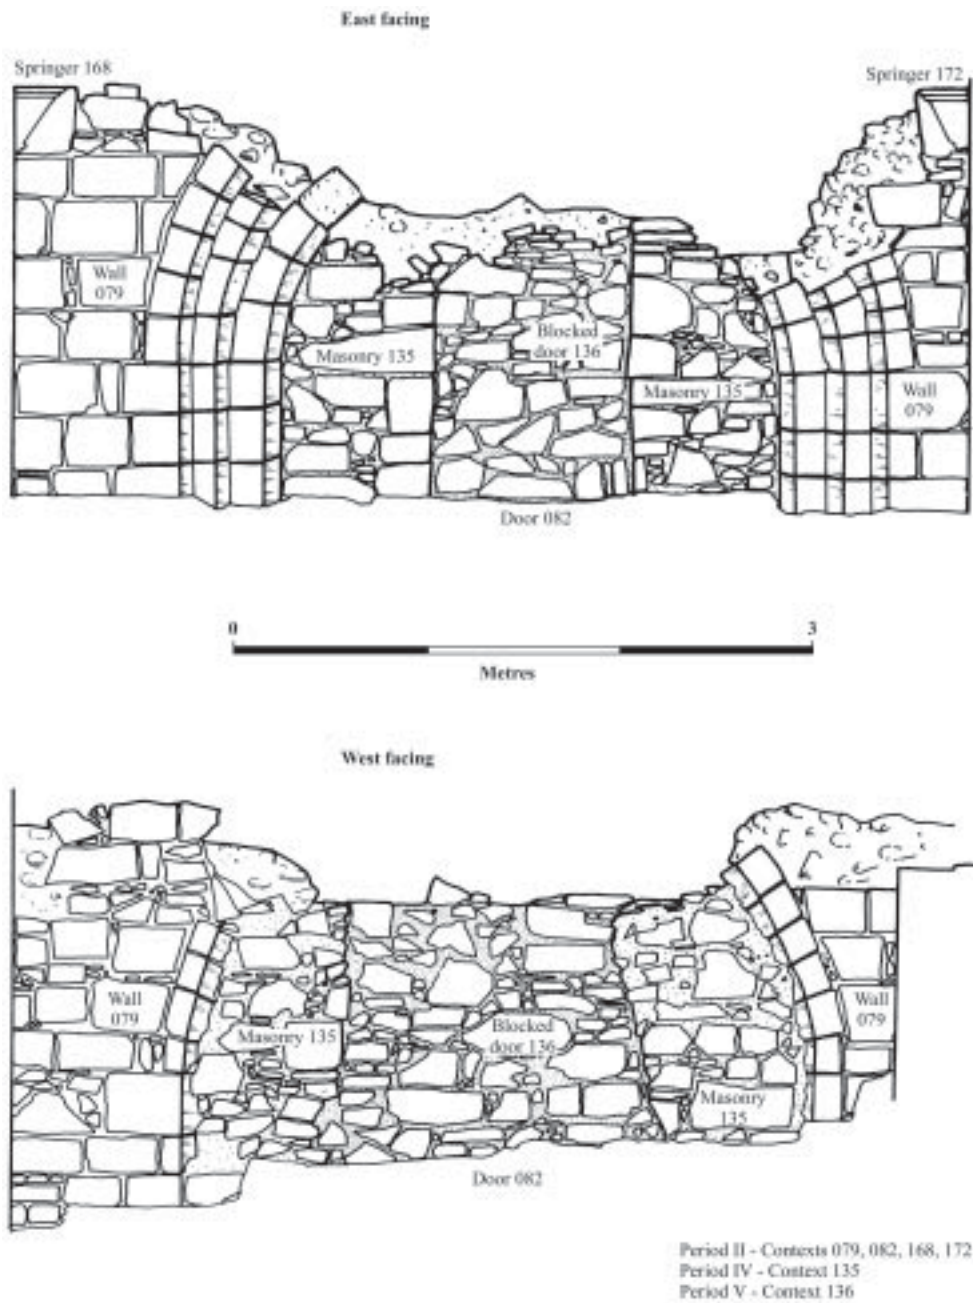 East facing
Springer 168
Springer 172
Wall
079
Masonry 135
Blocked
door 136
Masonry 135
Wall
079
Door 082
0
3
Metres
West facing
Wall
079
Masonry 135
Blocked
door 136
Wall
079
Masonry
135
Door 082
Period II - Contexts 079, 082, 168, 172
Period IV - Context 135
Period V - Context 136